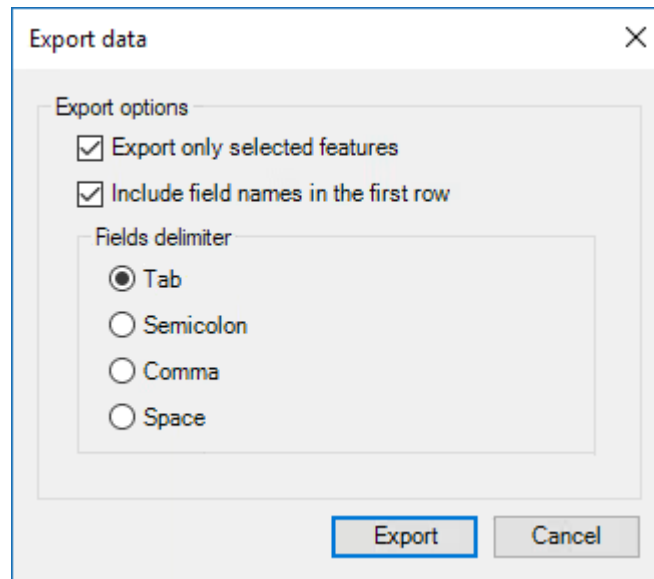 Export data
Export options
Export only selected features
Include field names in the first row
Fields delimiter
Tab
Semicolon
Comma
Space
Export Cancel